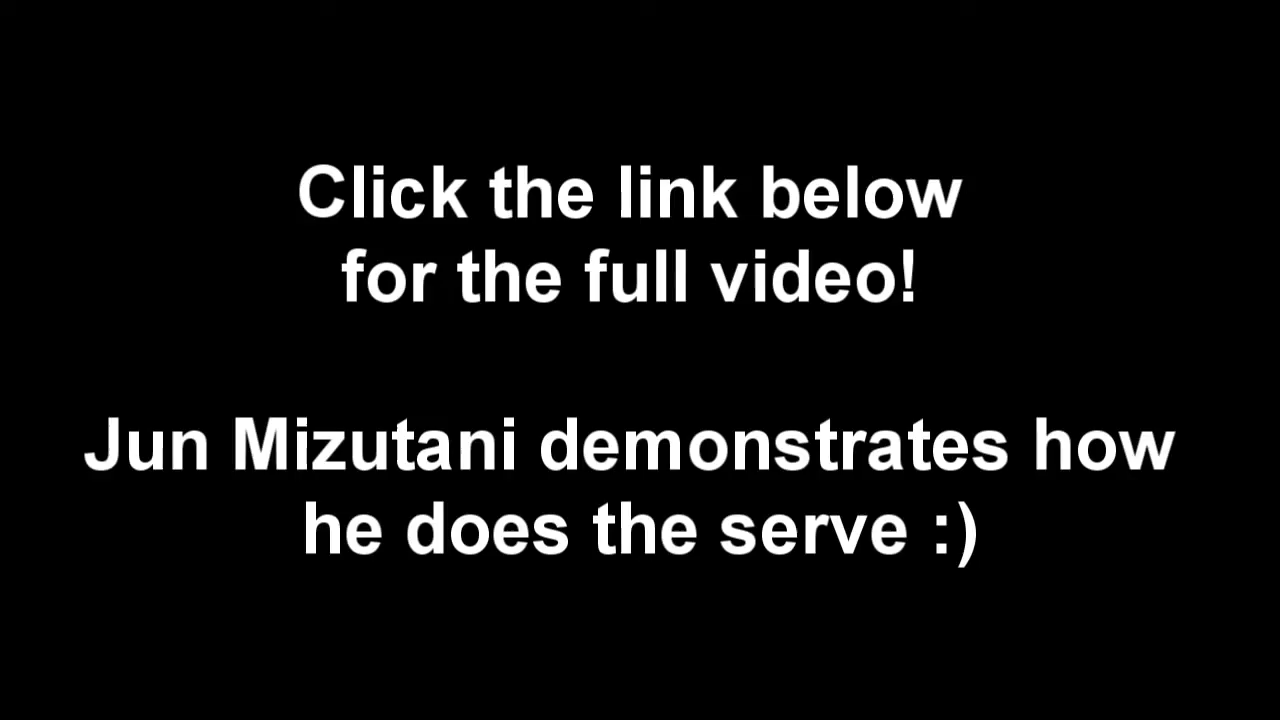 Click the link below
for the full video!
Jun Mizutani demonstrates how
he does the serve :)